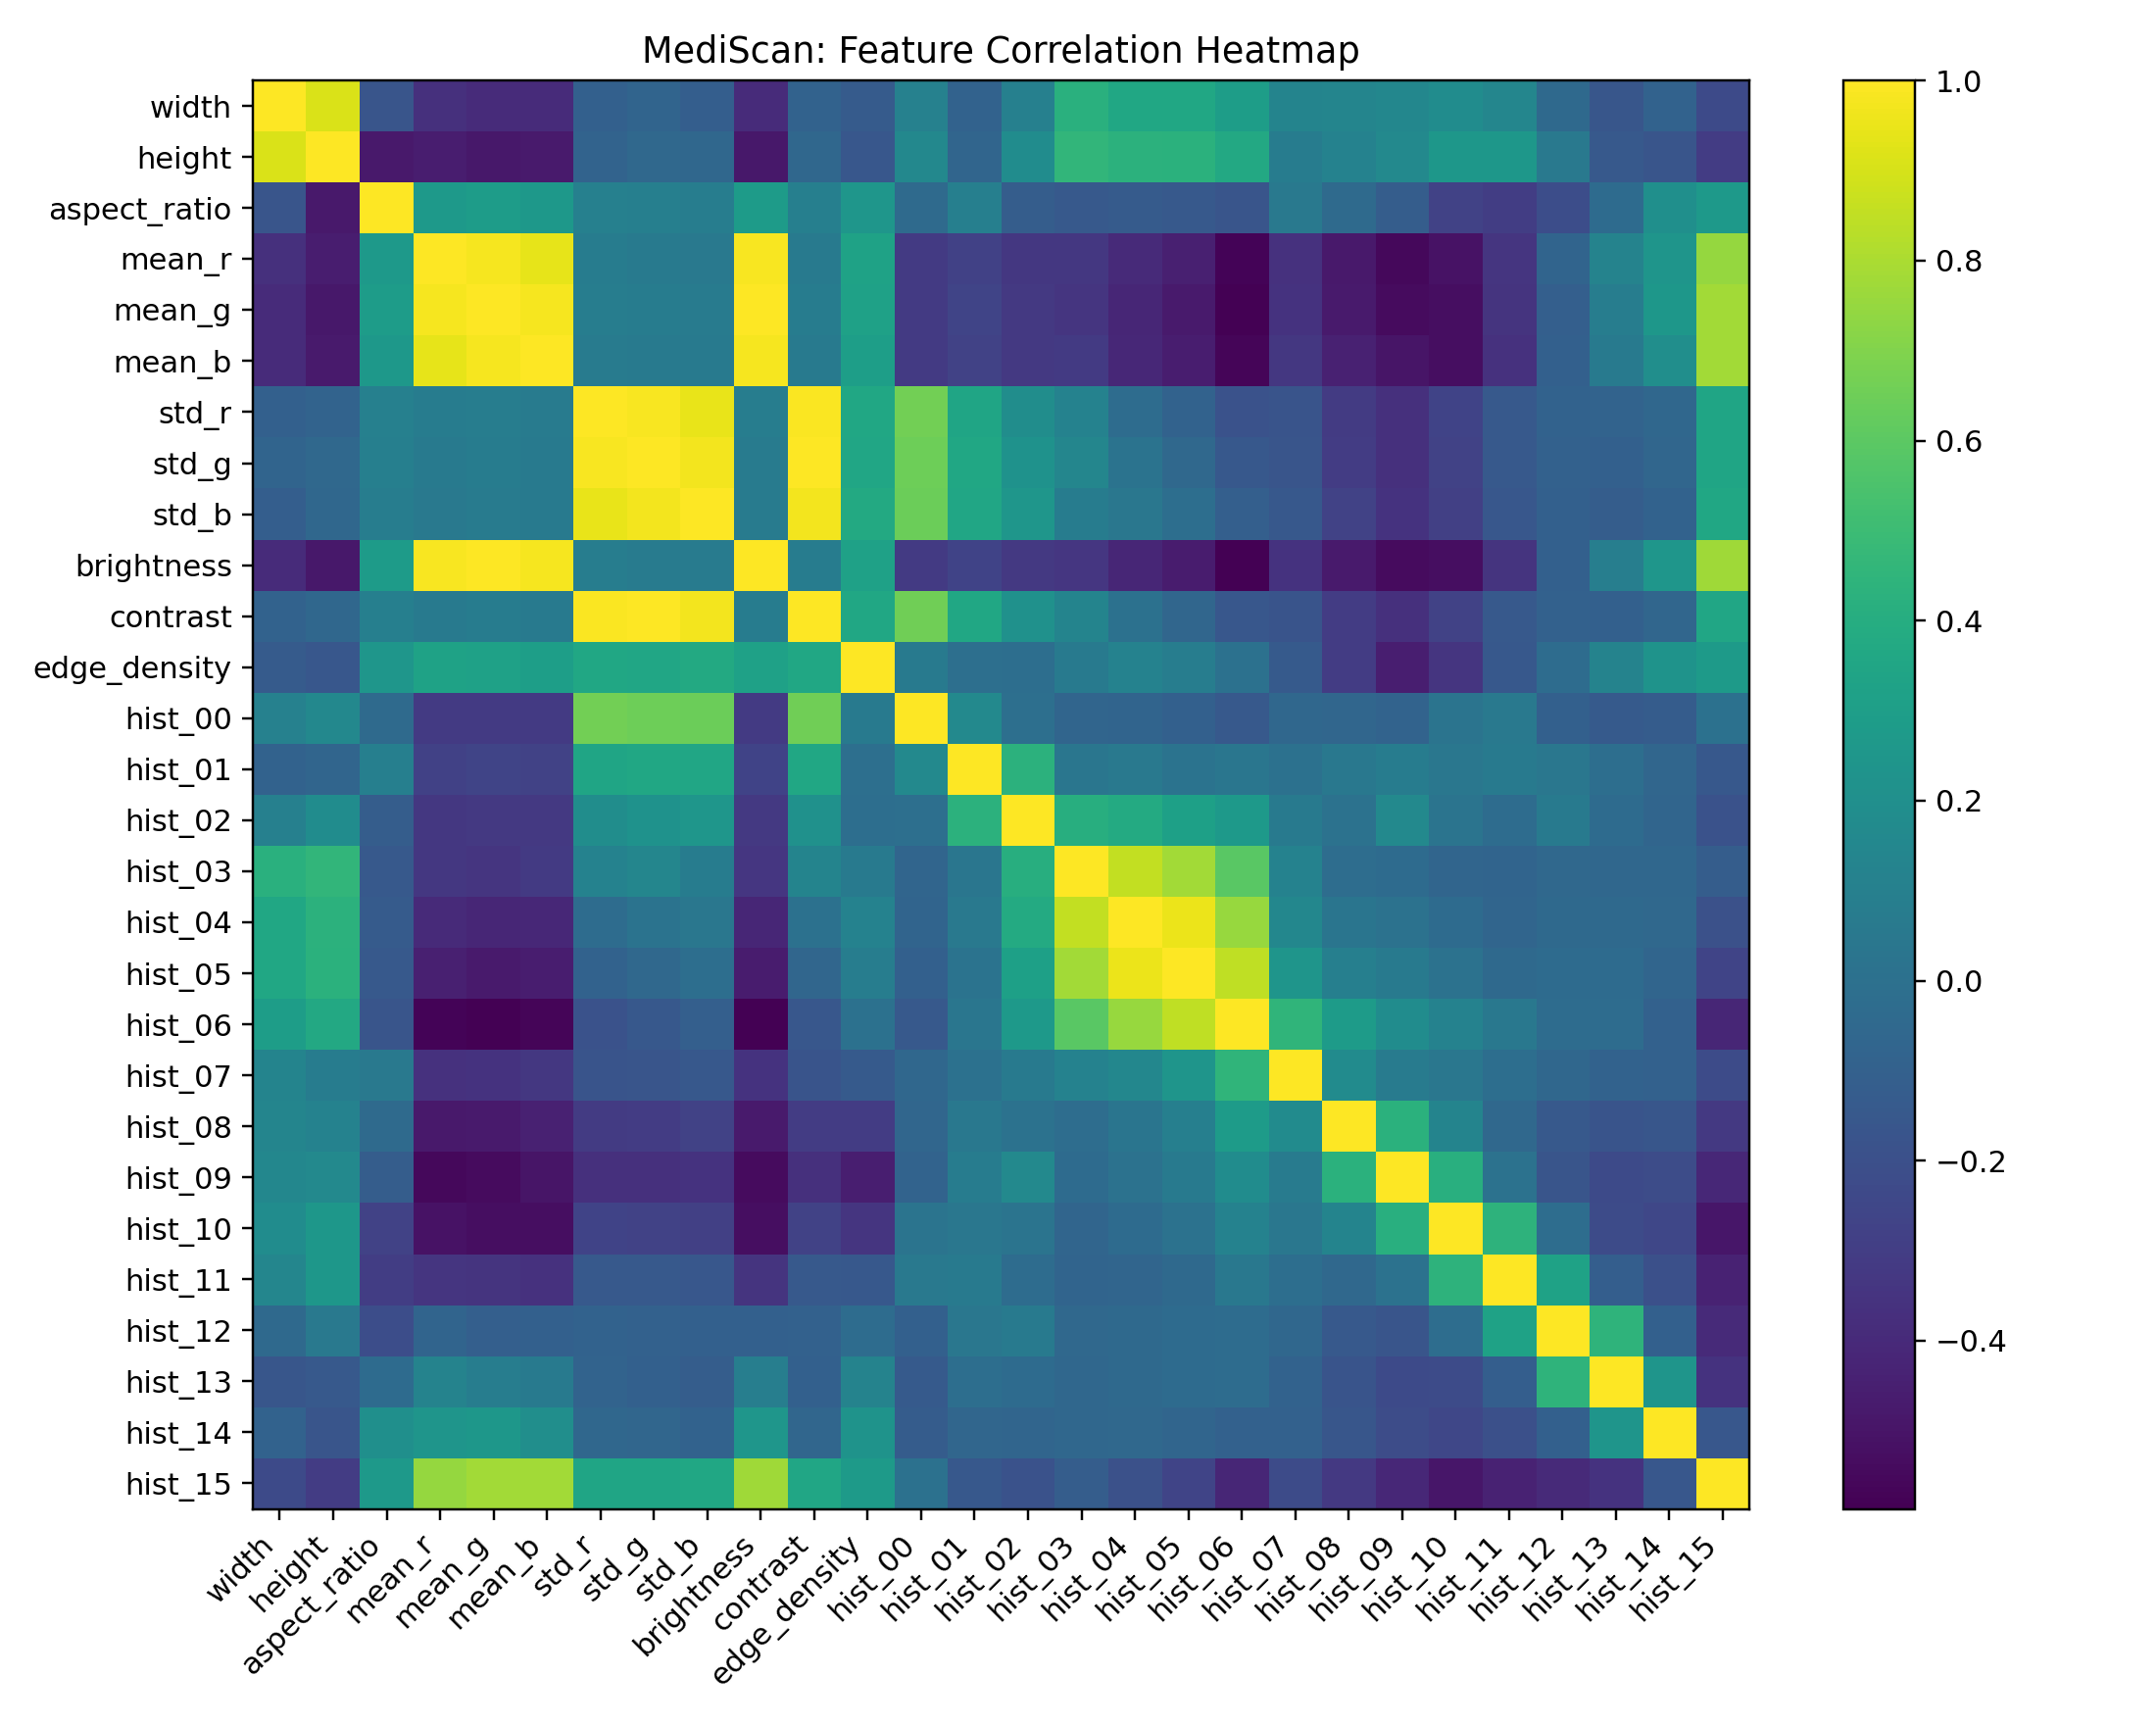 MediScan: Feature Correlation Heatmap
width
height
aspect_ratio
mean_r
mean_g
mean_b
std_r
std_g
std_b
brightness
contrast
edge_density
hist_00
hist_01
hist_02
hist_03
hist_04
hist_05
hist_06
hist_07
hist_08
hist_09
hist_10
hist_11
hist_12
hist_13
hist_14
hist_15
width
height
aspect_ratio
mean_r
mean_g
mean_b
std_r
std_g
std_b
brightness
contrast
edge_density
hist_00
hist_01
hist_02
hist_03
hist_04
hist_05
hist_06
hist_07
hist_08
hist_09
hist_10
hist_11
hist_12
hist_13
hist_14
hist_15
1.0
0.8
0.6
0.4
0.2
0.0
−0.2
−0.4